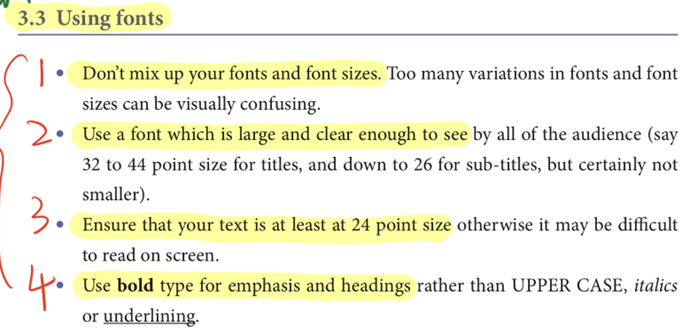 3.3 Using fonts
1 • Don't mix up your fonts and font sizes. Too many variations in fonts and font
sizes can be visually confusing.
2 • Use a font which is large and clear enough to see by all of the audience (say
32 to 44 point size for titles, and down to 26 for sub-titles, but certainly not
smaller).
3 • Ensure that your text is at least at 24 point size otherwise it may be difficult
to read on screen.
4 • Use bold type for emphasis and headings rather than UPPER CASE, italics
or underlining.